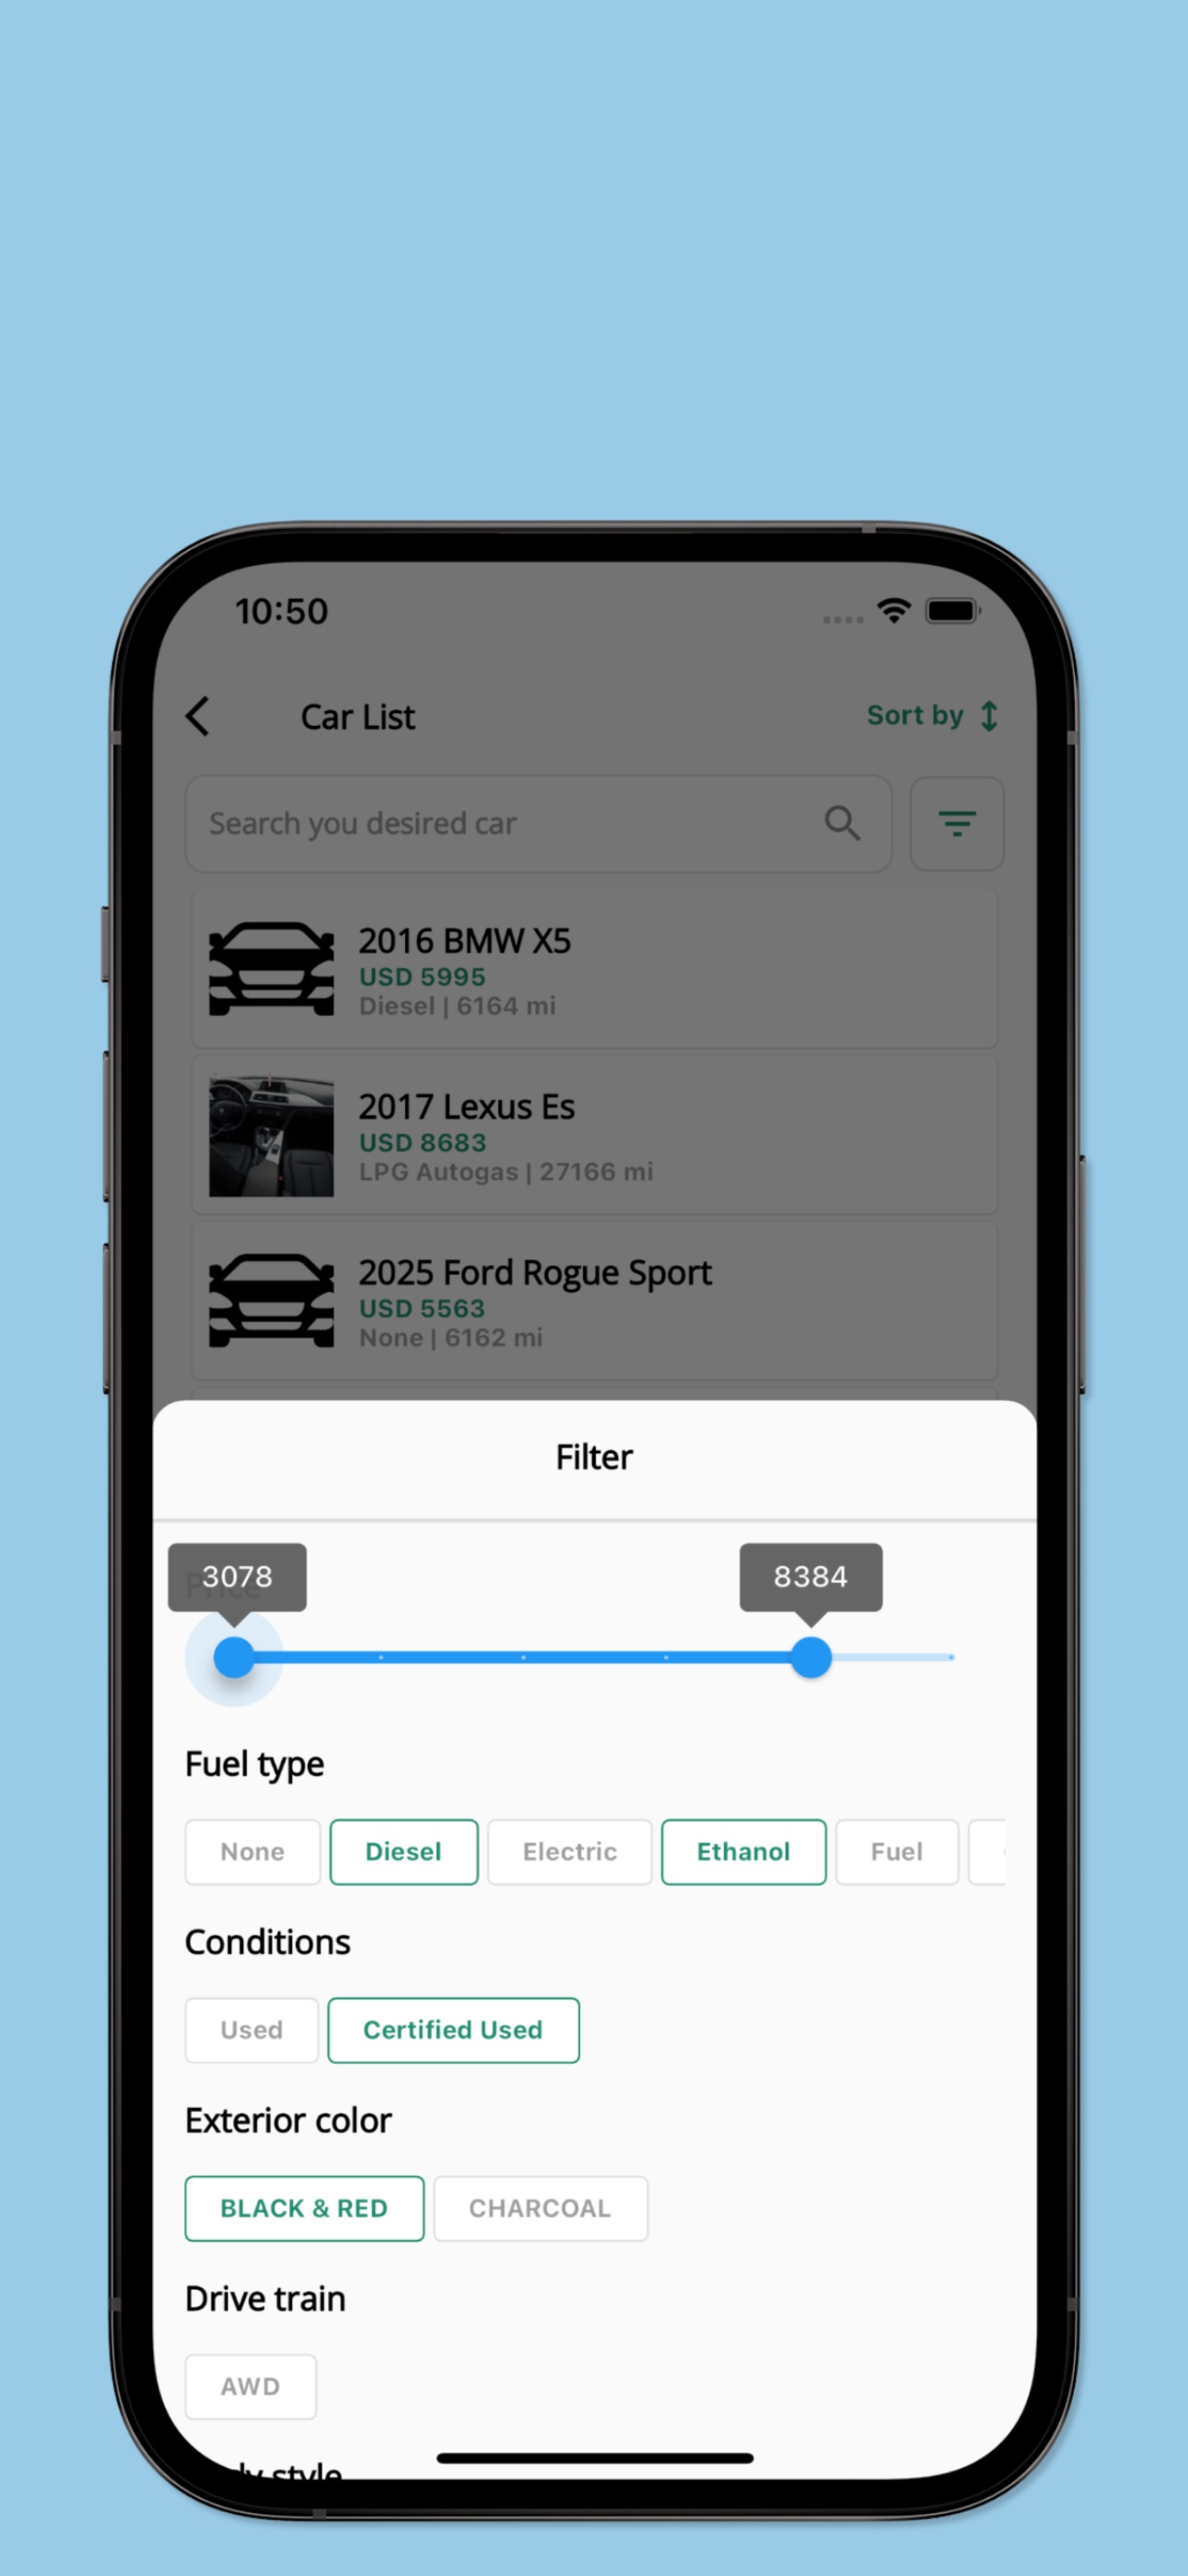 10:50
Car List
Sort by
Search you desired car
2016 BMW X5
USD 5995
Diesel | 6164 mi
2017 Lexus Es
USD 8683
LPG Autogas | 27166 mi
2025 Ford Rogue Sport
USD 5563
None | 6162 mi
Filter
Price
3078 8384
Fuel type
None Diesel Electric Ethanol Fuel
Conditions
Used Certified Used
Exterior color
BLACK & RED CHARCOAL
Drive train
AWD
style